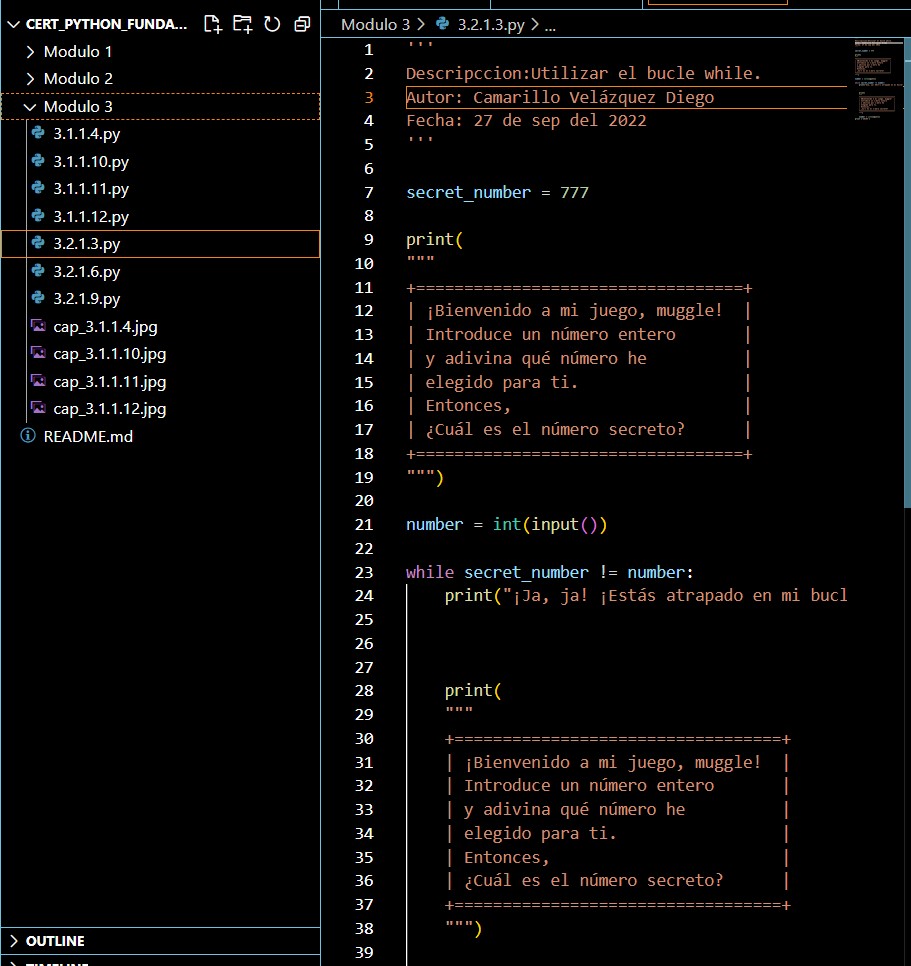 CERT_PYTHON_FUNDA...
Modulo 1
Modulo 2
Modulo 3
3.1.1.4.py
3.1.1.10.py
3.1.1.11.py
3.1.1.12.py
3.2.1.3.py
3.2.1.6.py
3.2.1.9.py
cap_3.1.1.4.jpg
cap_3.1.1.10.jpg
cap_3.1.1.11.jpg
cap_3.1.1.12.jpg
README.md
OUTLINE
TIMELINE
Modulo 3 > 3.2.1.3.py > ...
1 '''
2 Descripccion:Utilizar el bucle while.
3 Autor: Camarillo Velázquez Diego
4 Fecha: 27 de sep del 2022
5 '''
6
7 secret_number = 777
8
9 print(
10 """
11 +==================================+
12 | ¡Bienvenido a mi juego, muggle!  |
13 | Introduce un número entero       |
14 | y adivina qué número he          |
15 | elegido para ti.                 |
16 | Entonces,                        |
17 | ¿Cuál es el número secreto?      |
18 +==================================+
19 """)
20
21 number = int(input())
22
23 while secret_number != number:
24     print("¡Ja, ja! ¡Estás atrapado en mi bucl
25
26
27
28     print(
29     """
30     +==================================+
31     | ¡Bienvenido a mi juego, muggle!  |
32     | Introduce un número entero       |
33     | y adivina qué número he          |
34     | elegido para ti.                 |
35     | Entonces,                        |
36     | ¿Cuál es el número secreto?      |
37     +==================================+
38     """)
39